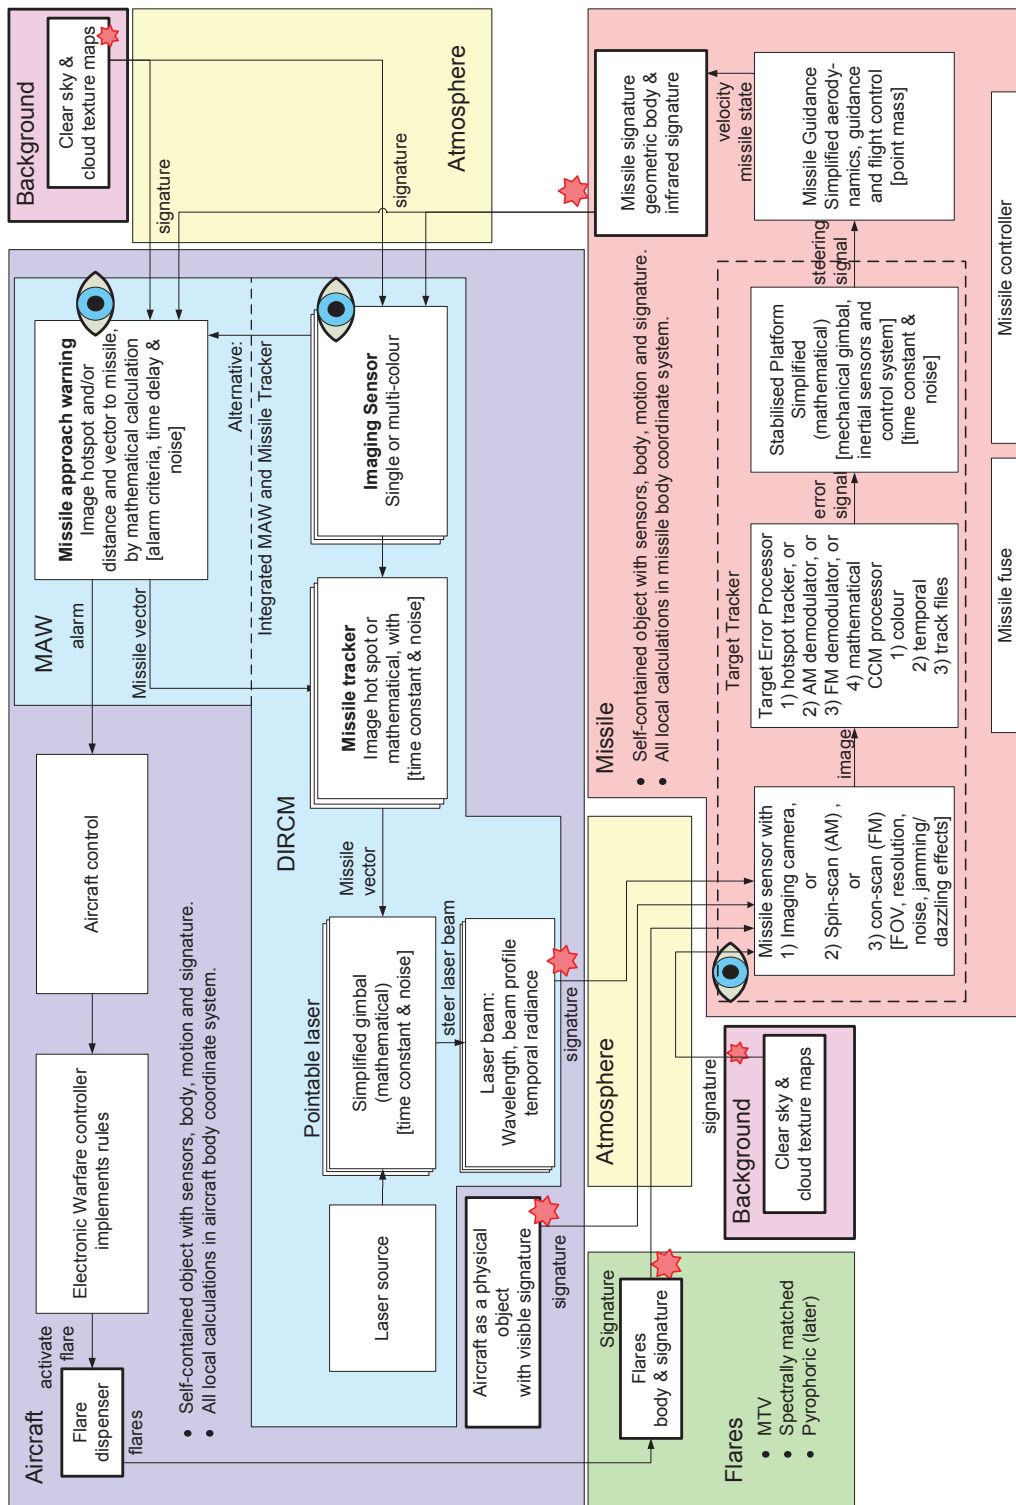 Aircraft
Flare
dispenser
activate
flare
flares
Electronic Warfare controller
implements rules
Aircraft control
alarm
MAW
Missile vector
Missile approach warning
Image hotspot and/or
distance and vector to missile,
by mathematical calculation
[alarm criteria, time delay &
noise]
Background
Clear sky &
cloud texture maps
signature
signature
Atmosphere
• Self-contained object with sensors, body, motion and signature.
• All local calculations in aircraft body coordinate system.
Integrated MAW and Missile Tracker
Alternative:
DIRCM
Laser source
Pointable laser
Simplified gimbal
(mathematical)
[time constant & noise]
Missile
vector
Missile tracker
Image hot spot or
mathematical, with
[time constant & noise]
Imaging Sensor
Single or multi-colour
steer laser beam
Laser beam:
Wavelength, beam profile
temporal radiance
signature
Aircraft as a physical
object
with visible signature
signature
Signature
Flares
body & signature
Flares
• MTV
• Spectrally matched
• Pyrophoric (later)
Atmosphere
Background
Clear sky &
cloud texture maps
signature
Missile
• Self-contained object with sensors, body, motion and signature.
• All local calculations in missile body coordinate system.
Missile signature
geometric body &
infrared signature
velocity
missile state
Target Tracker
Missile sensor with
1) Imaging camera,
or
2) Spin-scan (AM) ,
or
3) con-scan (FM)
[FOV, resolution,
noise, jamming/
dazzling effects]
image
Target Error Processor
1) hotspot tracker, or
2) AM demodulator, or
3) FM demodulator, or
4) mathematical
CCM processor
1) colour
2) temporal
3) track files
error
signal
Stabilised Platform
Simplified
(mathematical)
[mechanical gimbal,
inertial sensors and
control system]
[time constant &
noise]
steering
signal
Missile Guidance
Simplified aerody-
namics, guidance
and flight control
[point mass]
Missile fuse
Missile controller